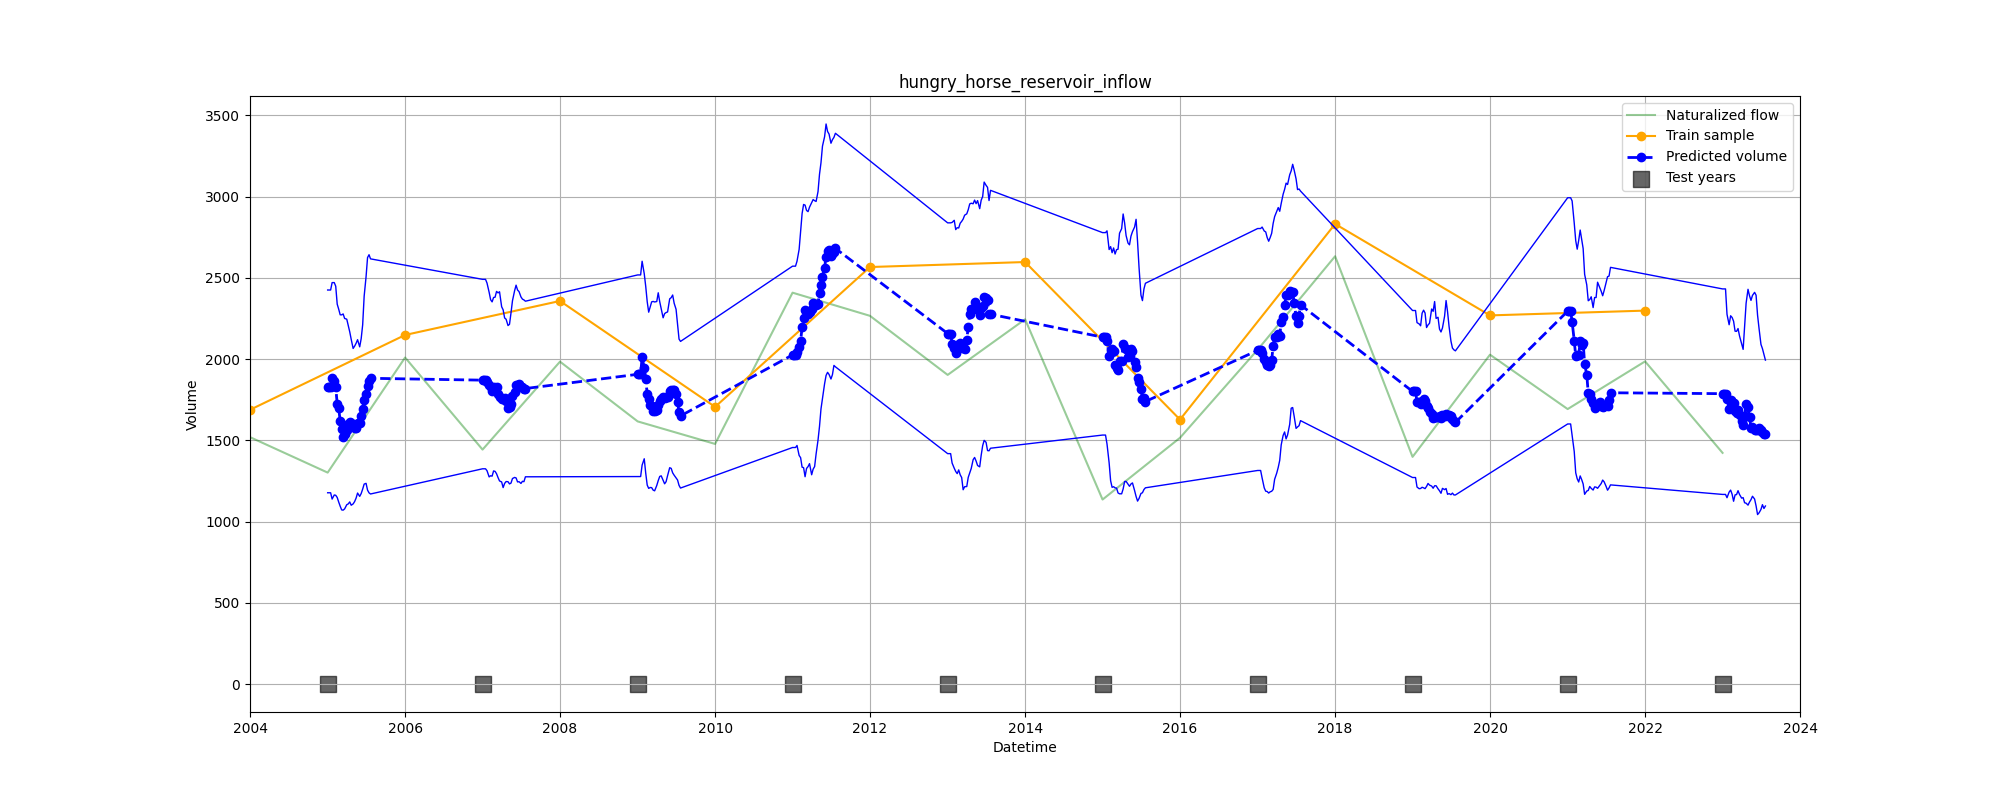 hungry_horse_reservoir_inflow
Volume
3500
3000
2500
2000
1500
1000
500
0
Naturalized flow
Train sample
Predicted volume
Test years
2004 2006 2008 2010 2012 2014 2016 2018 2020 2022 2024
Datetime